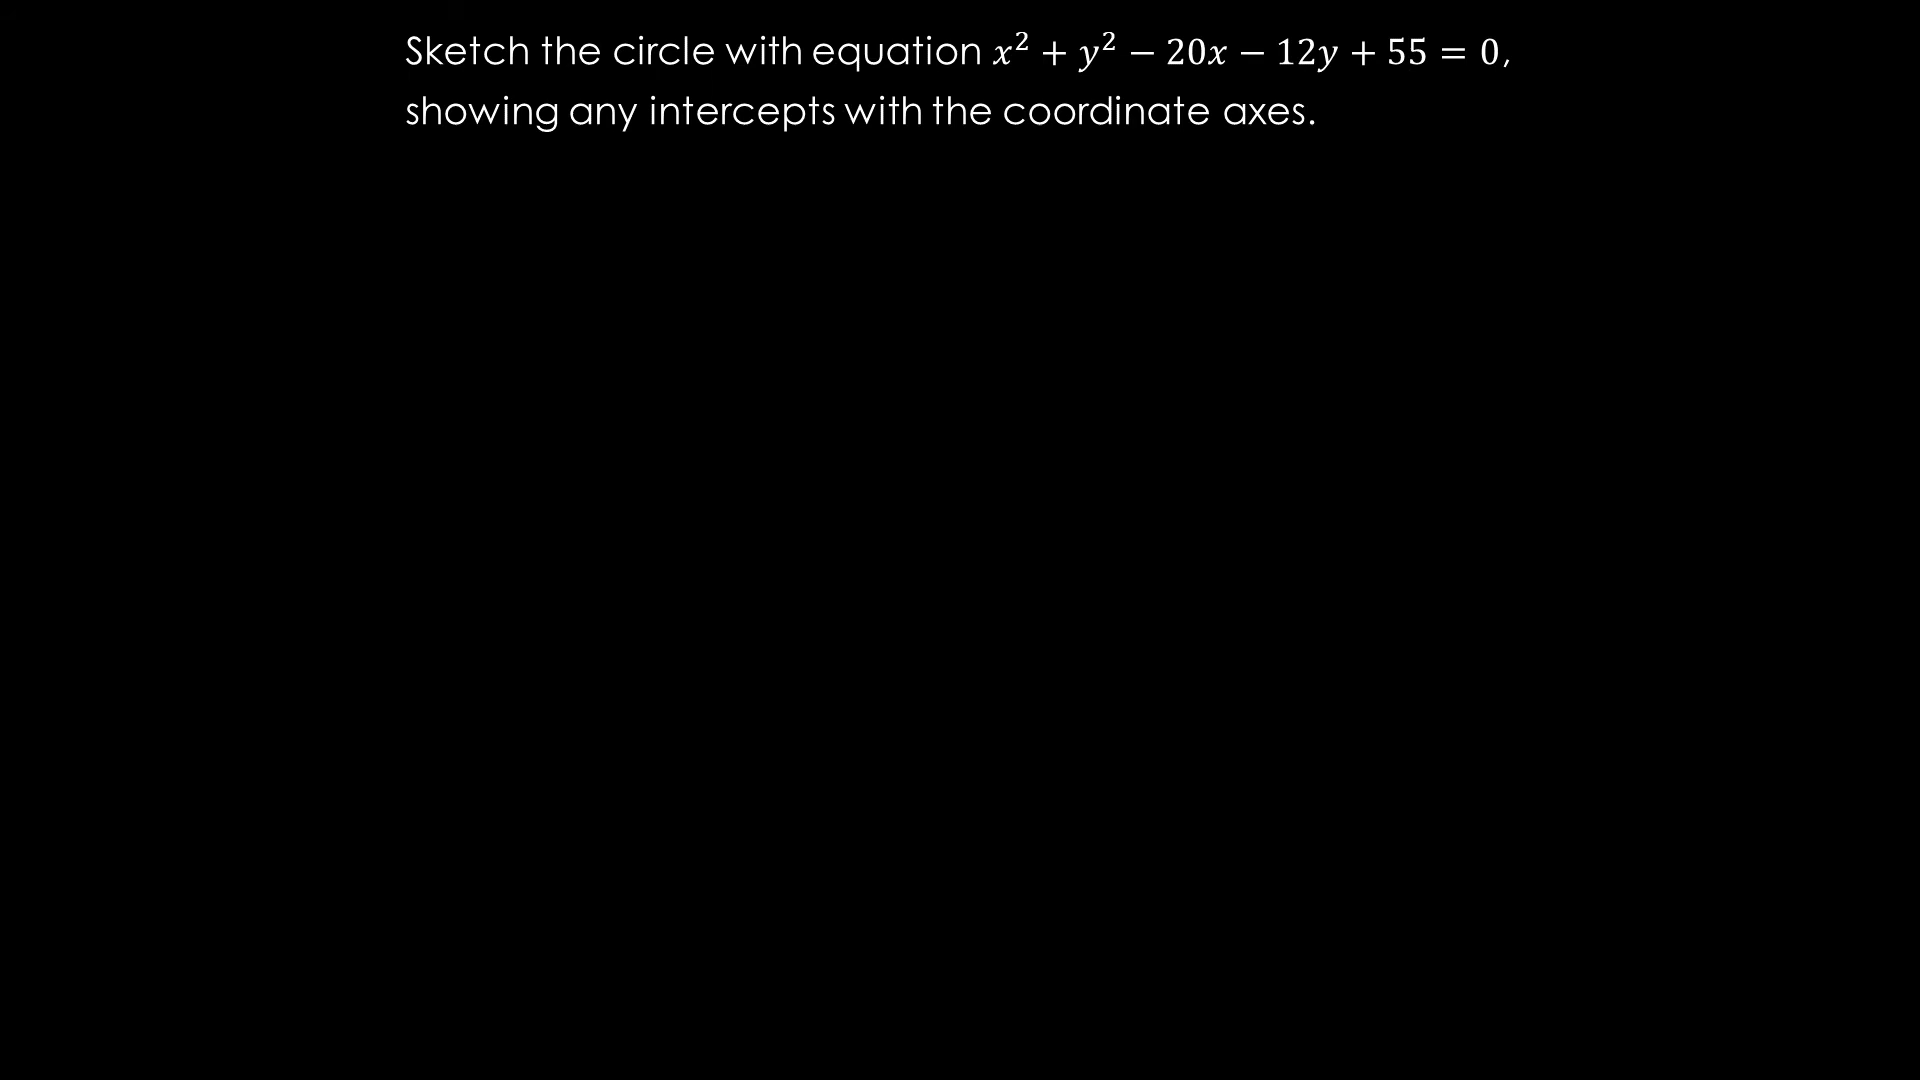 Sketch the circle with equation 𝑥² + 𝑦² − 20𝑥 − 12𝑦 + 55 = 0,
showing any intercepts with the coordinate axes.